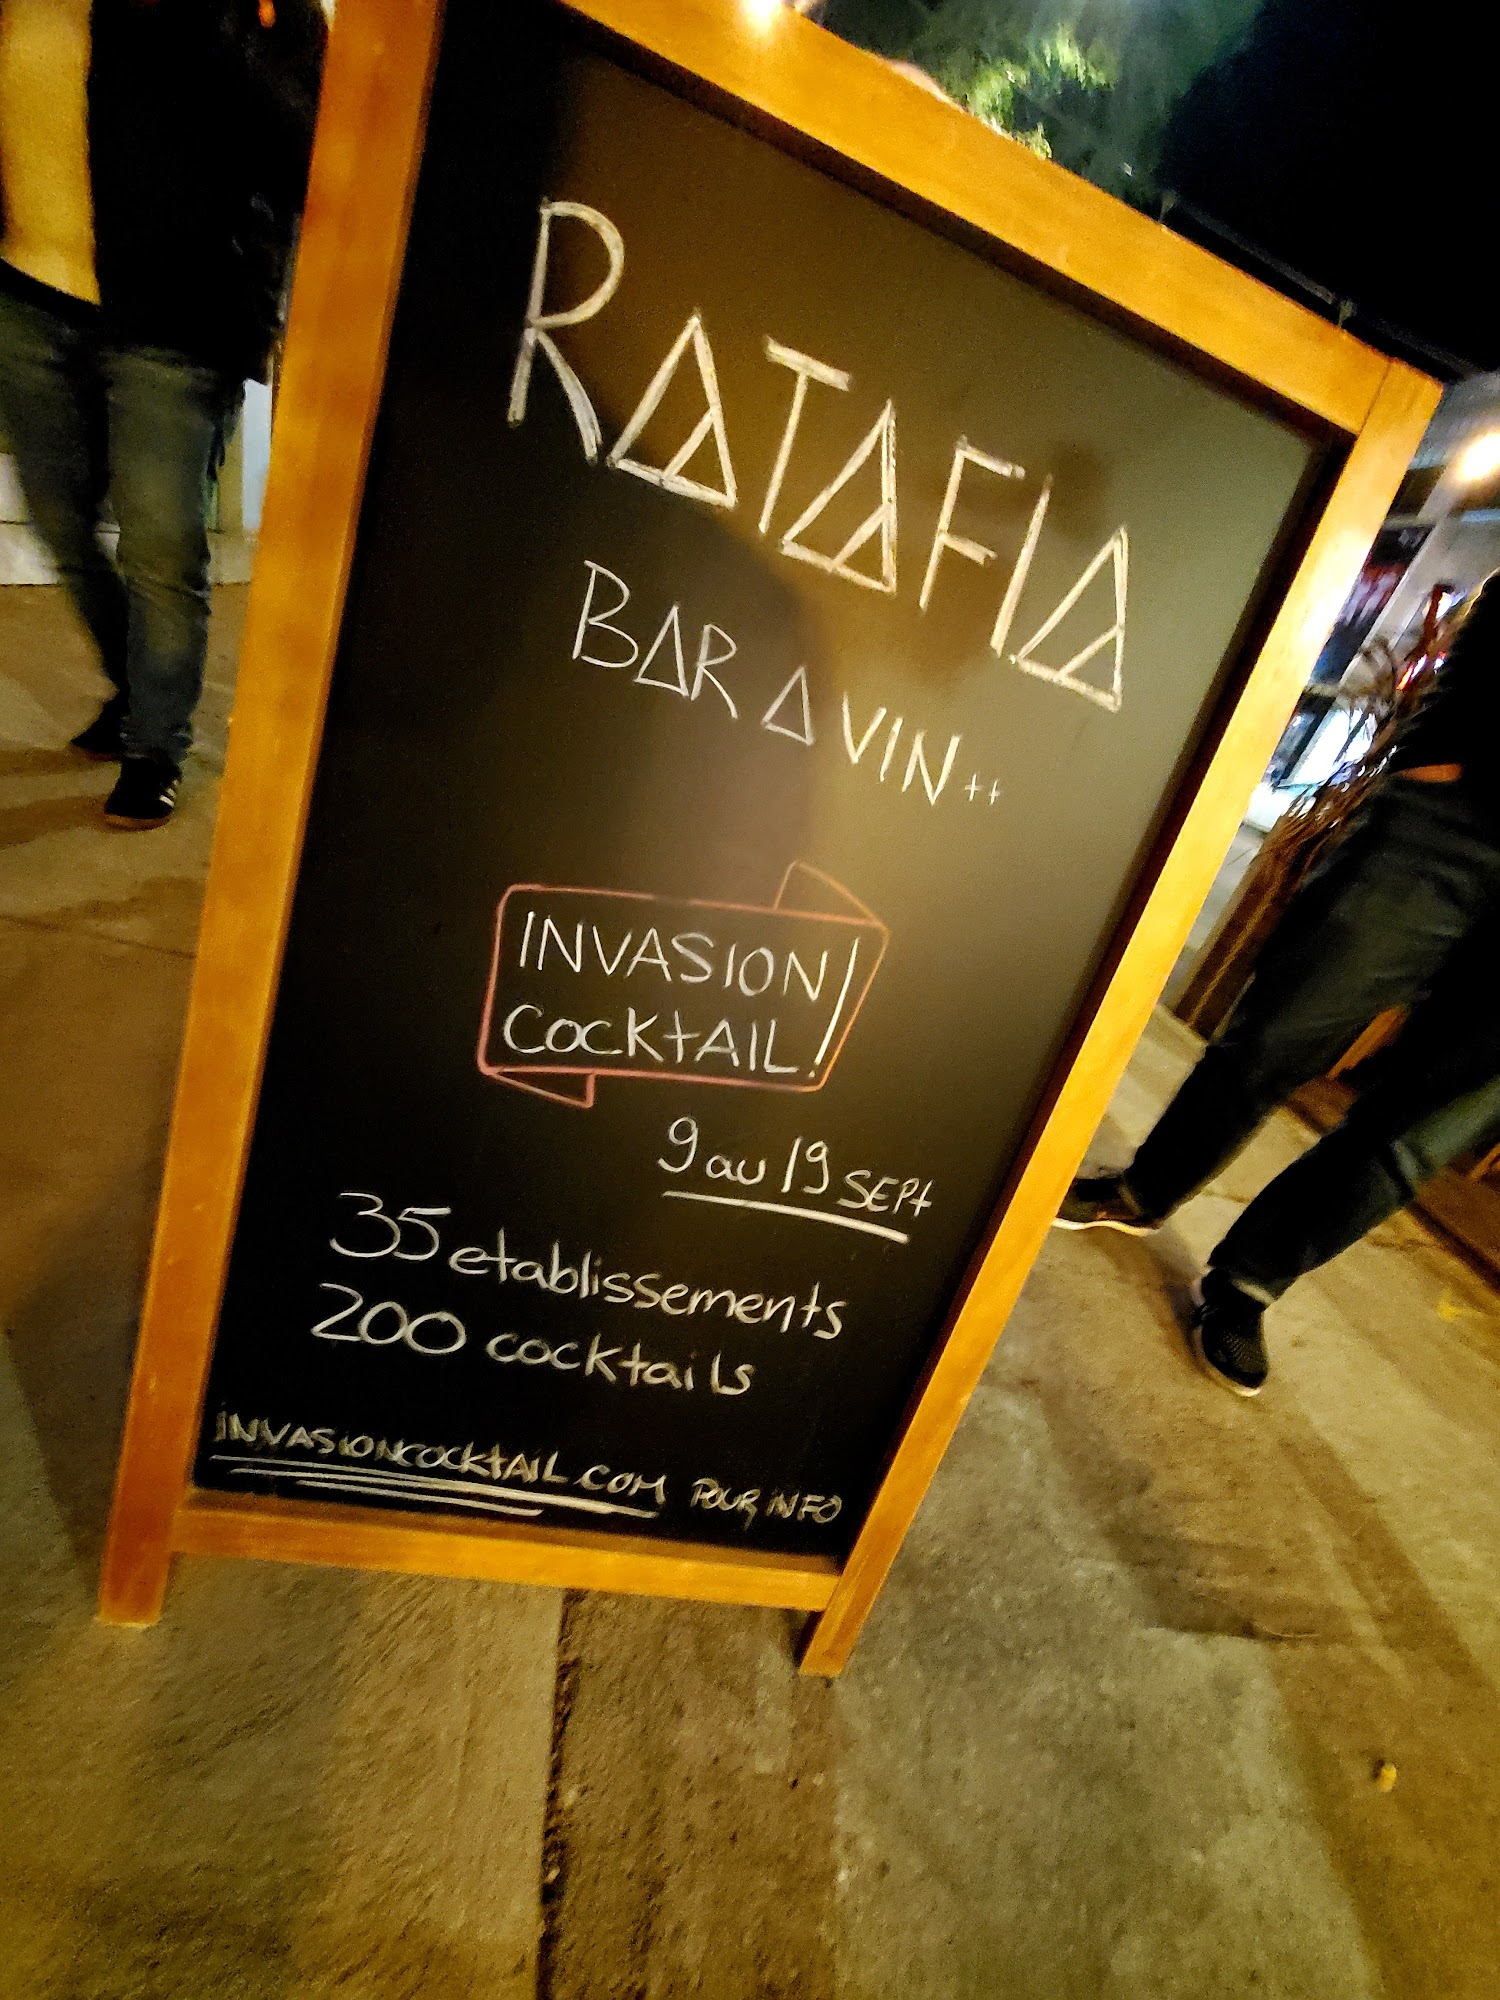 RATAFIA
BAR A VIN ++
INVASION
COCKTAIL!
9 au 19 SEPT
35 etablissements
200 cocktails
INVASIONCOCKTAIL.COM POUR INFO